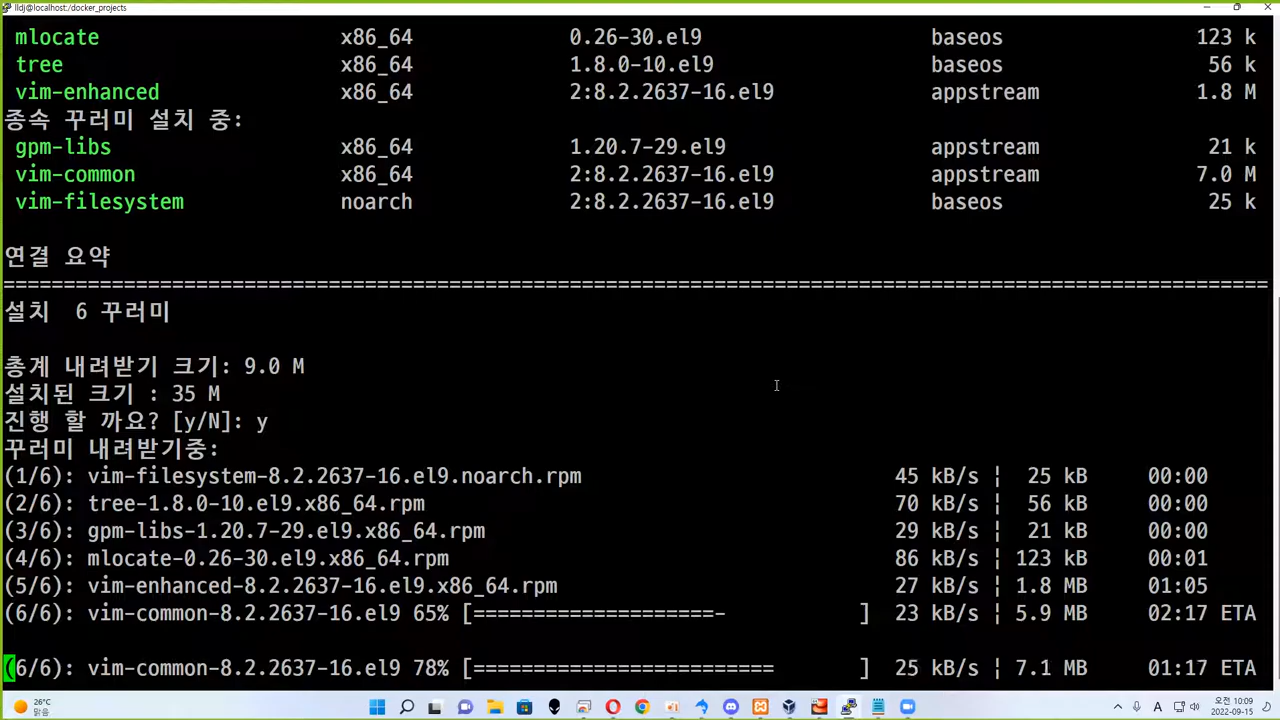 lldj@localhost:/docker_projects
mlocate x86_64 0.26-30.el9 baseos 123 k
tree x86_64 1.8.0-10.el9 baseos 56 k
vim-enhanced x86_64 2:8.2.2637-16.el9 appstream 1.8 M
종속 꾸러미 설치 중:
gpm-libs x86_64 1.20.7-29.el9 appstream 21 k
vim-common x86_64 2:8.2.2637-16.el9 appstream 7.0 M
vim-filesystem noarch 2:8.2.2637-16.el9 baseos 25 k
연결 요약
================================================================================
설치 6 꾸러미
총계 내려받기 크기: 9.0 M
설치된 크기 : 35 M
진행 할 까요? [y/N]: y
꾸러미 내려받기중:
(1/6): vim-filesystem-8.2.2637-16.el9.noarch.rpm 45 kB/s ¦ 25 kB 00:00
(2/6): tree-1.8.0-10.el9.x86_64.rpm 70 kB/s ¦ 56 kB 00:00
(3/6): gpm-libs-1.20.7-29.el9.x86_64.rpm 29 kB/s ¦ 21 kB 00:00
(4/6): mlocate-0.26-30.el9.x86_64.rpm 86 kB/s ¦ 123 kB 00:01
(5/6): vim-enhanced-8.2.2637-16.el9.x86_64.rpm 27 kB/s ¦ 1.8 MB 01:05
(6/6): vim-common-8.2.2637-16.el9 65% [====================- ] 23 kB/s ¦ 5.9 MB 02:17 ETA
(6/6): vim-common-8.2.2637-16.el9 78% [========================= ] 25 kB/s ¦ 7.1 MB 01:17 ETA
26°C
맑음
A
오전 10:09
2022-09-15